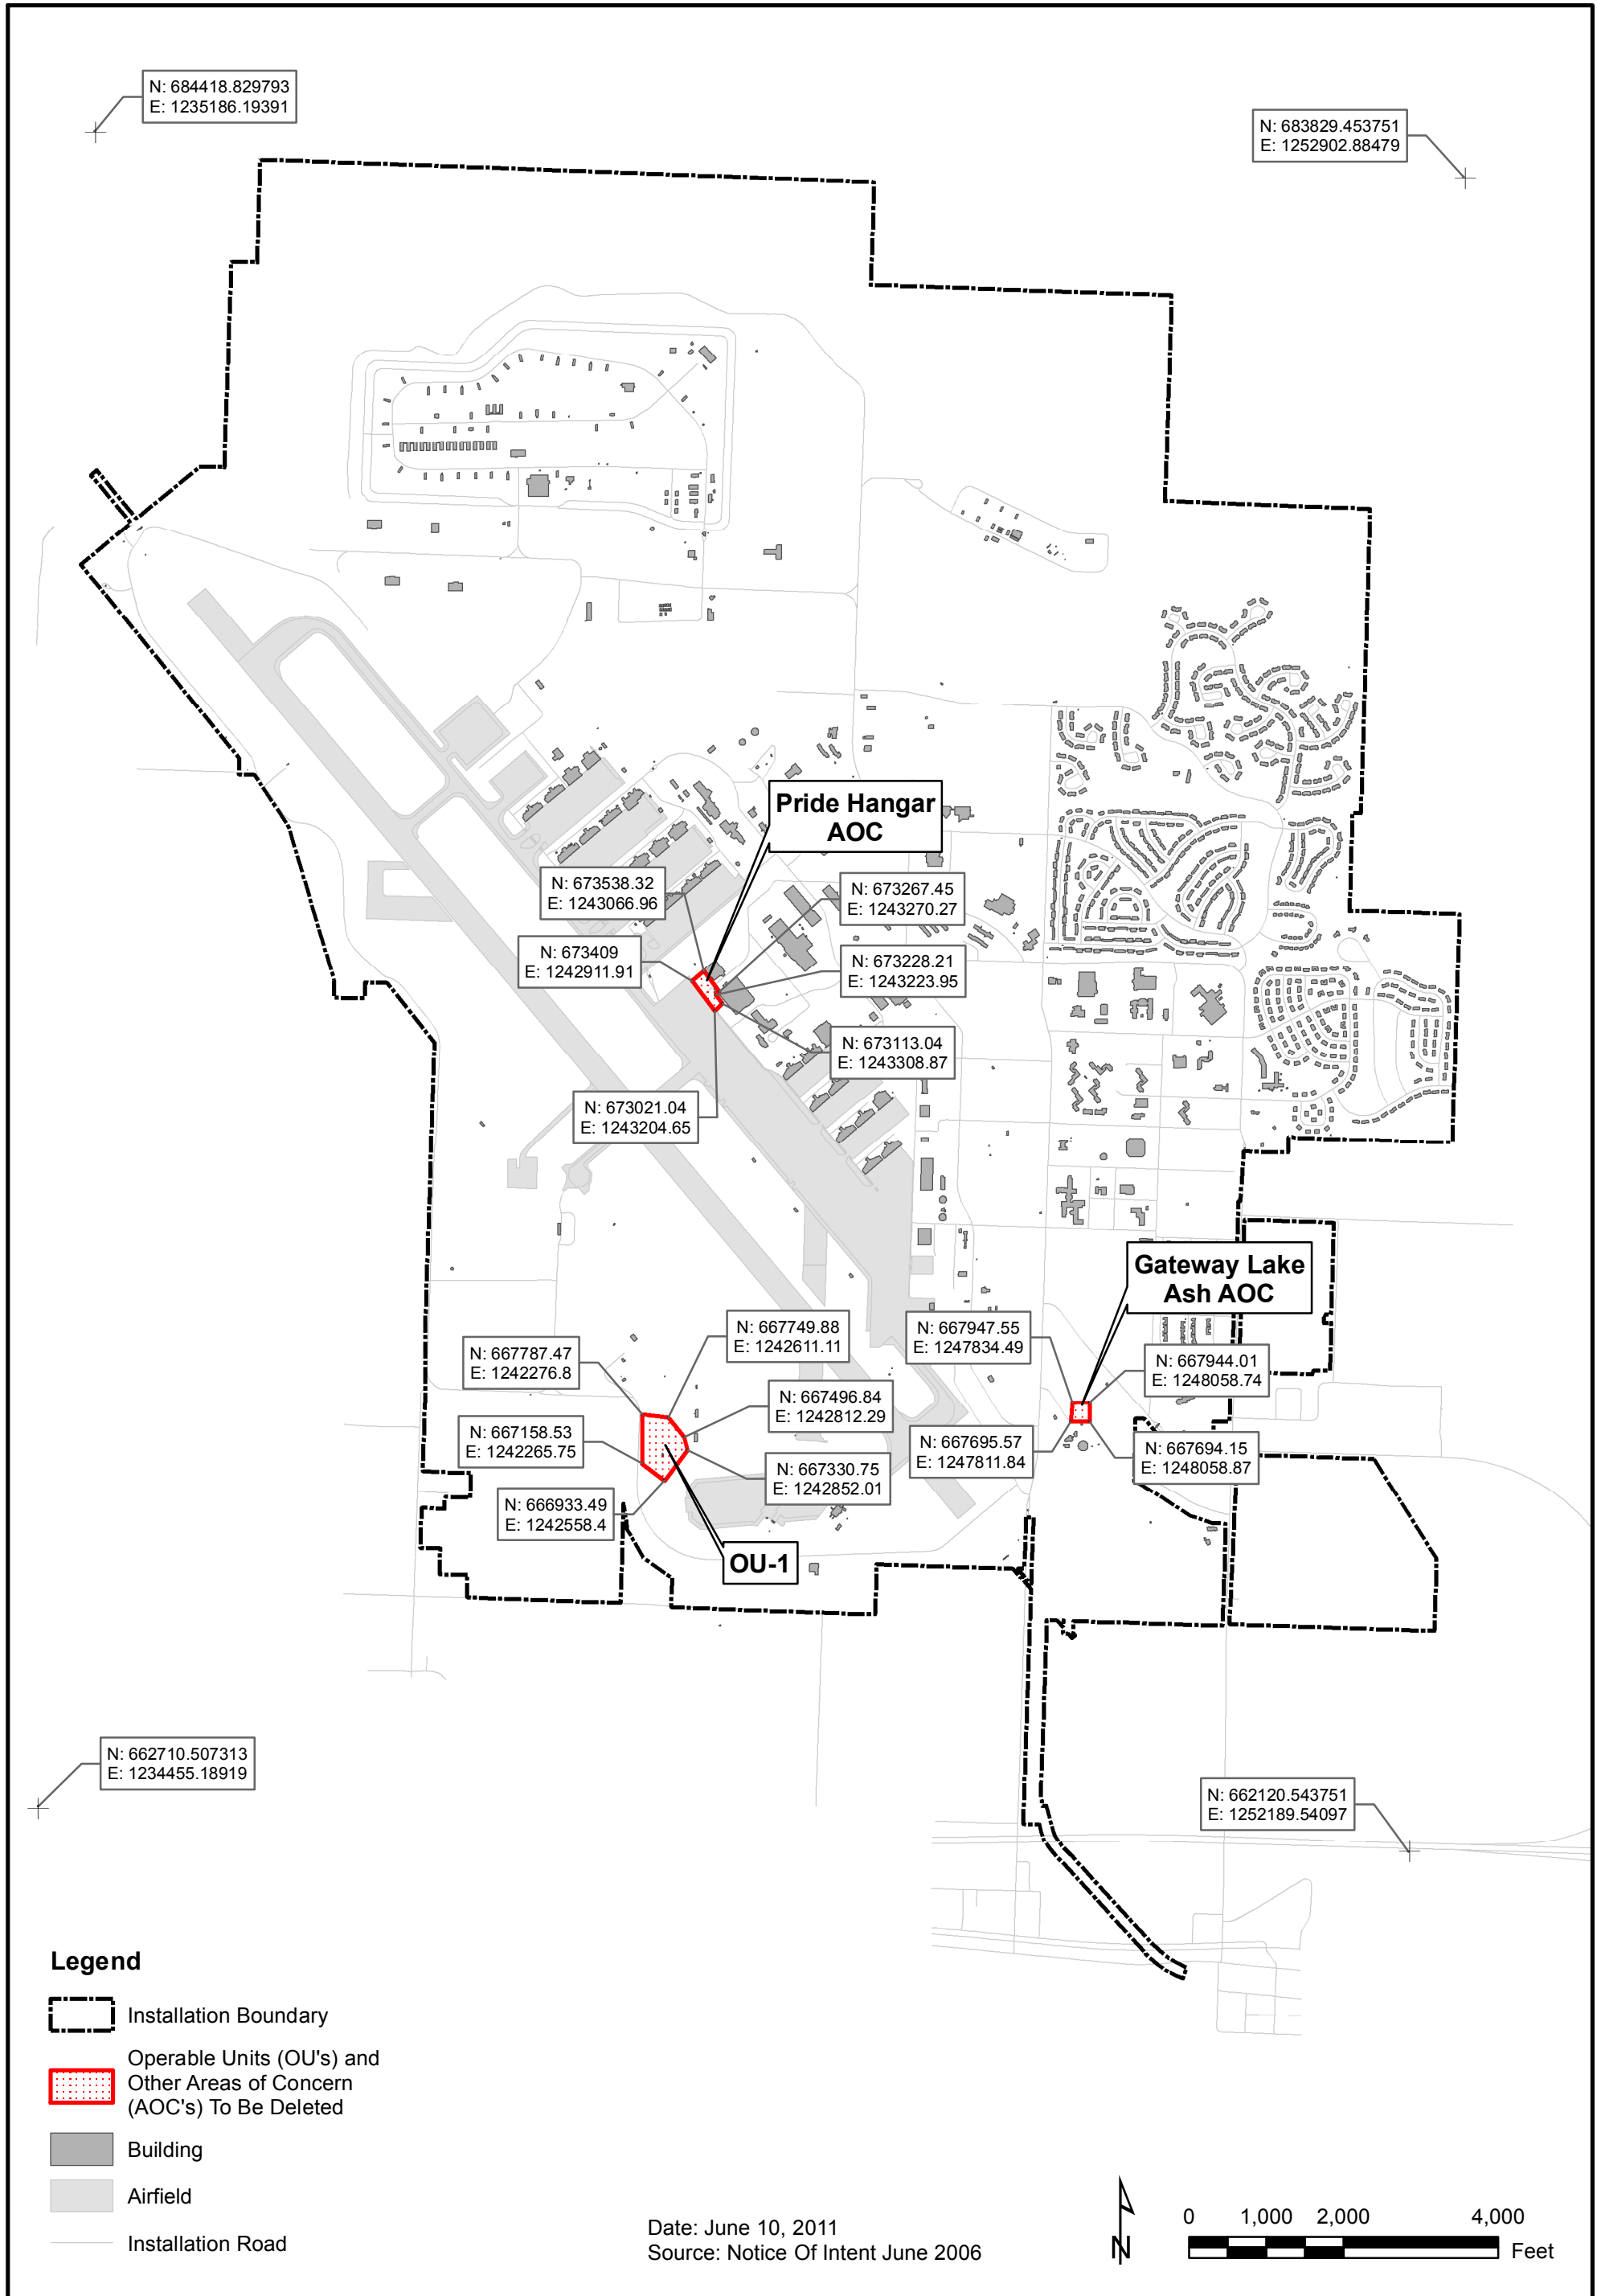 N: 684418.829793
E: 1235186.19391
N: 683829.453751
E: 1252902.88479
Pride Hangar
AOC
N: 673538.32
E: 1243066.96
N: 673267.45
E: 1243270.27
N: 673409
E: 1242911.91
N: 673228.21
E: 1243223.95
N: 673113.04
E: 1243308.87
N: 673021.04
E: 1243204.65
Gateway Lake
Ash AOC
N: 667749.88
E: 1242611.11
N: 667947.55
E: 1247834.49
N: 667787.47
E: 1242276.8
N: 667944.01
E: 1248058.74
N: 667496.84
E: 1242812.29
N: 667158.53
E: 1242265.75
N: 667695.57
E: 1247811.84
N: 667694.15
E: 1248058.87
N: 667330.75
E: 1242852.01
N: 666933.49
E: 1242558.4
OU-1
N: 662710.507313
E: 1234455.18919
N: 662120.543751
E: 1252189.54097
Legend
Installation Boundary
Operable Units (OU's) and
Other Areas of Concern
(AOC's) To Be Deleted
Building
Airfield
Installation Road
Date: June 10, 2011
Source: Notice Of Intent June 2006
N
0 1,000 2,000 4,000
Feet